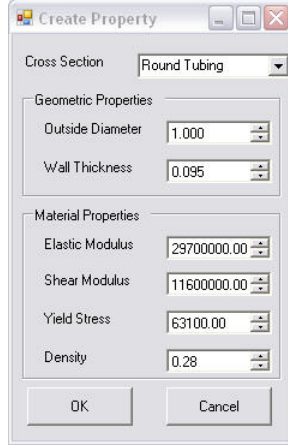 Create Property
Cross Section Round Tubing
Geometric Properties
Outside Diameter 1.000
Wall Thickness 0.095
Material Properties
Elastic Modulus 29700000.00
Shear Modulus 11600000.00
Yield Stress 63100.00
Density 0.28
OK Cancel